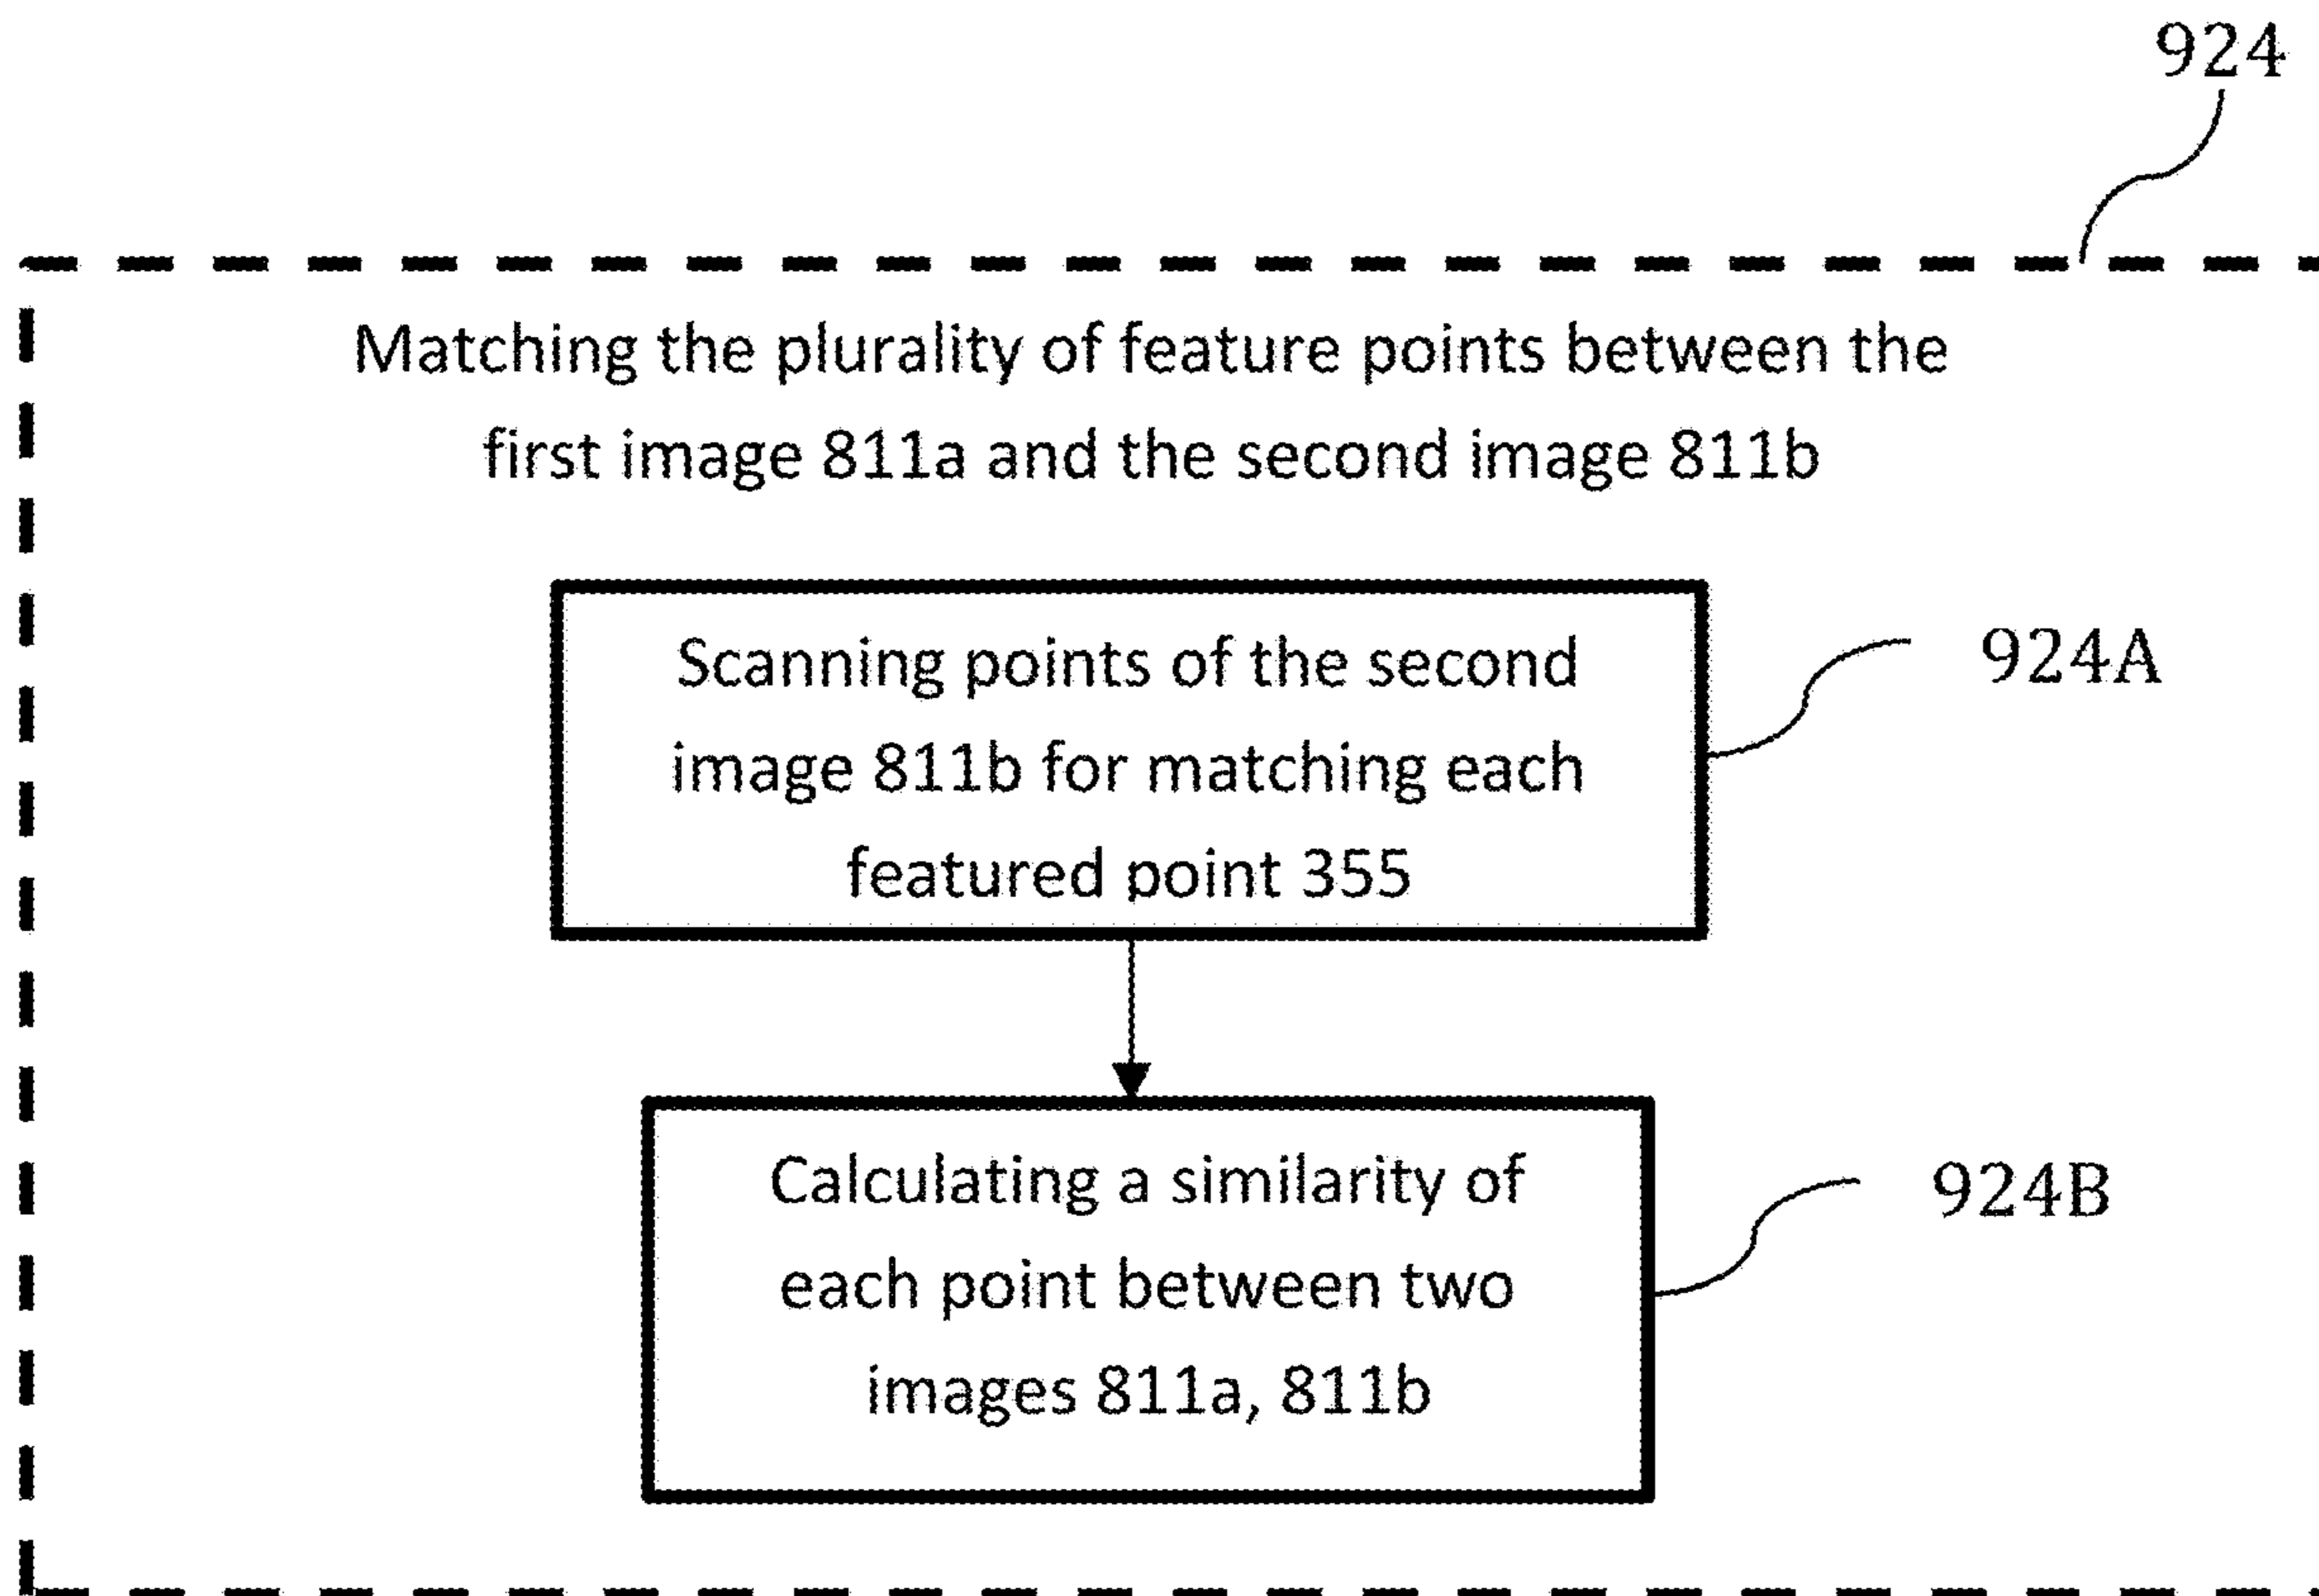 924
Matching the plurality of feature points between the
first image 811a and the second image 811b
Scanning points of the second
image 811b for matching each
featured point 355
924A
Calculating a similarity of
each point between two
images 811a, 811b
924B